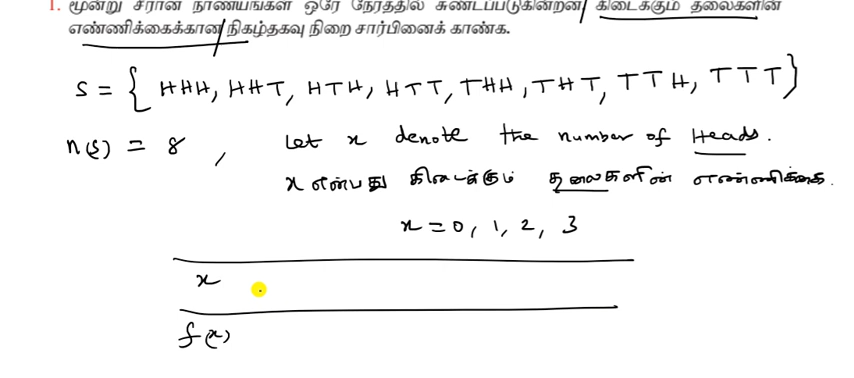 1. மூன்று சீரான நாணயங்கள் ஒரே நேரத்தில் சுண்டப்படுகின்றன கிடைக்கும் தலைகளின்
எண்ணிக்கைக்கான நிகழ்தகவு நிறை சார்பினைக் காண்க.
S = { HHH, HHT, HTH, HTT, THH, THT, TTH, TTT }
n(s) = 8 , Let x denote the number of Heads.
x என்பது கிடைக்கும் தலைகளின் எண்ணிக்கை.
x = 0, 1, 2, 3
x
f(x)